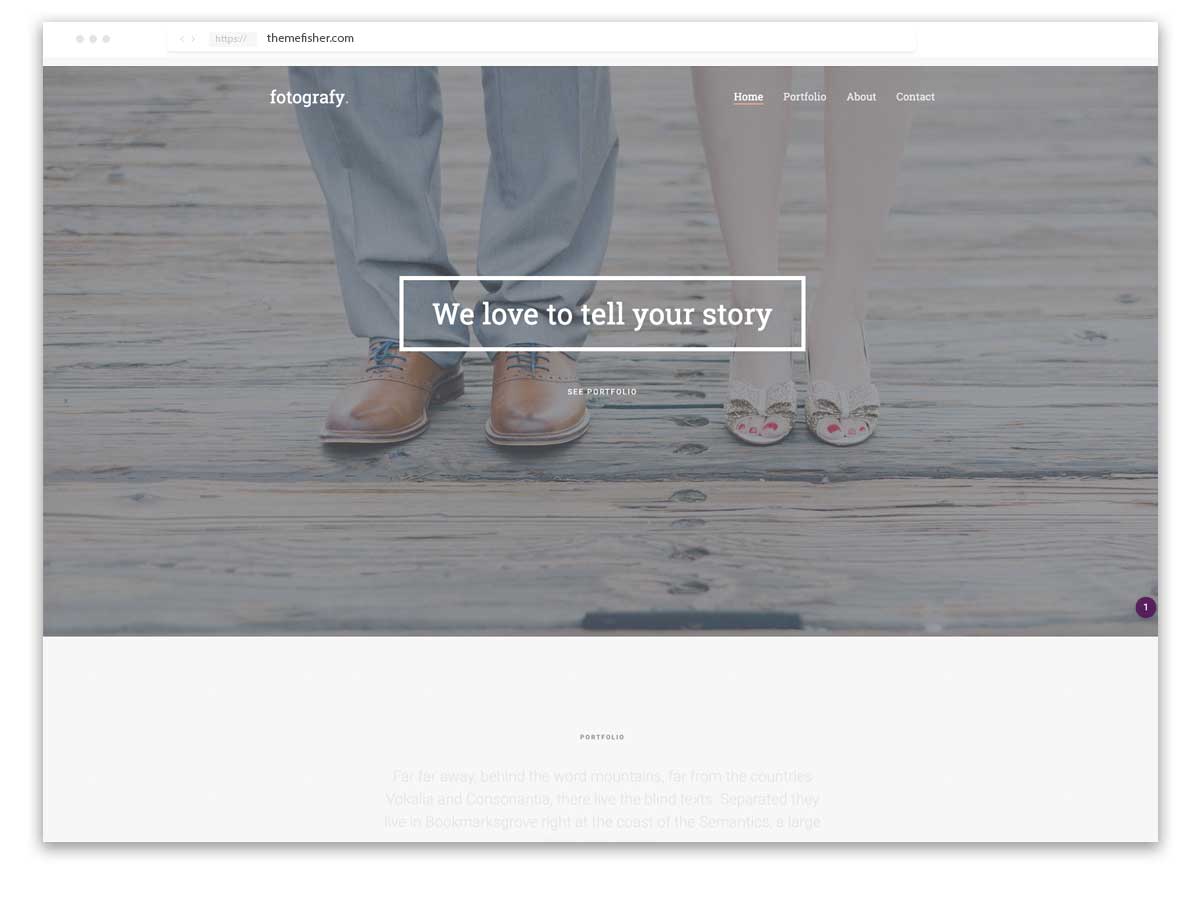 https:// themefisher.com
fotografy.
Home Portfolio About Contact
We love to tell your story
SEE PORTFOLIO
1
PORTFOLIO
Far far away, behind the word mountains, far from the countries
Vokalia and Consonantia, there live the blind texts. Separated they
live in Bookmarksgrove right at the coast of the Semantics, a large